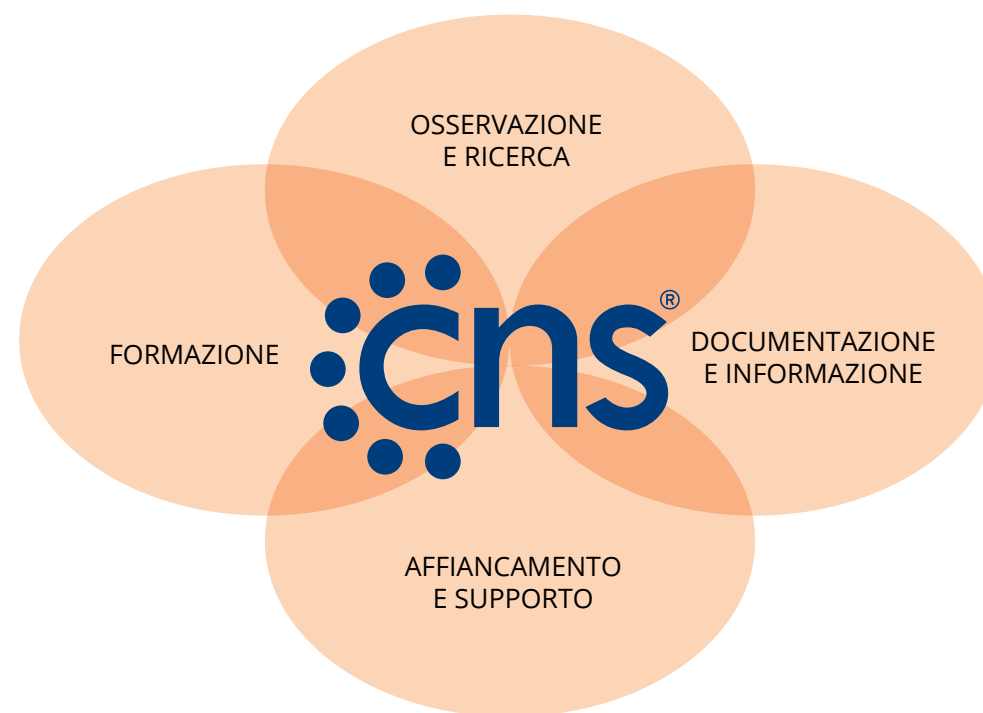 OSSERVAZIONE
E RICERCA
FORMAZIONE
cns®
DOCUMENTAZIONE
E INFORMAZIONE
AFFIANCAMENTO
E SUPPORTO